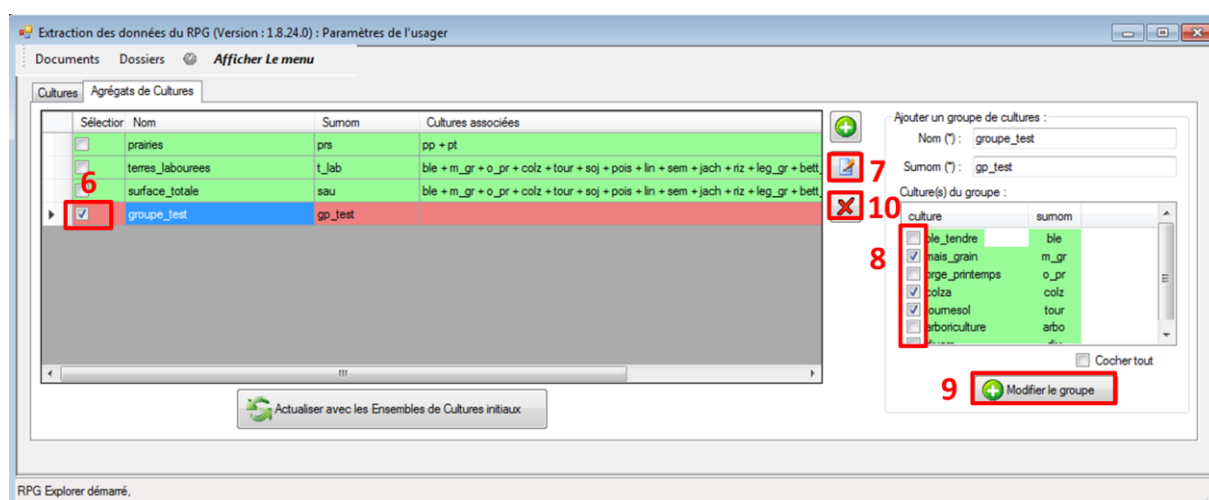 Extraction des données du RPG (Version : 1.8.24.0) : Paramètres de l'usager
Documents Dossiers Afficher Le menu
Cultures Agrégats de Cultures
Sélection Nom Surnom Cultures associées
prairies prs pp + pt
terres_labourees t_lab ble + m_gr + o_pr + colz + tour + soj + pois + lin + sem + jach + riz + leg_gr + bett_
surface_totale sau ble + m_gr + o_pr + colz + tour + soj + pois + lin + sem + jach + riz + leg_gr + bett_
groupe_test gp_test
6
7
10
Ajouter un groupe de cultures :
Nom (*) : groupe_test
Surnom (*) : gp_test
Culture(s) du groupe :
culture surnom
ble_tendre ble
8 mais_grain m_gr
orge_printemps o_pr
colza colz
tournesol tour
arboriculture arbo
Cocher tout
9 Modifier le groupe
Actualiser avec les Ensembles de Cultures initiaux
RPG Explorer démarré,